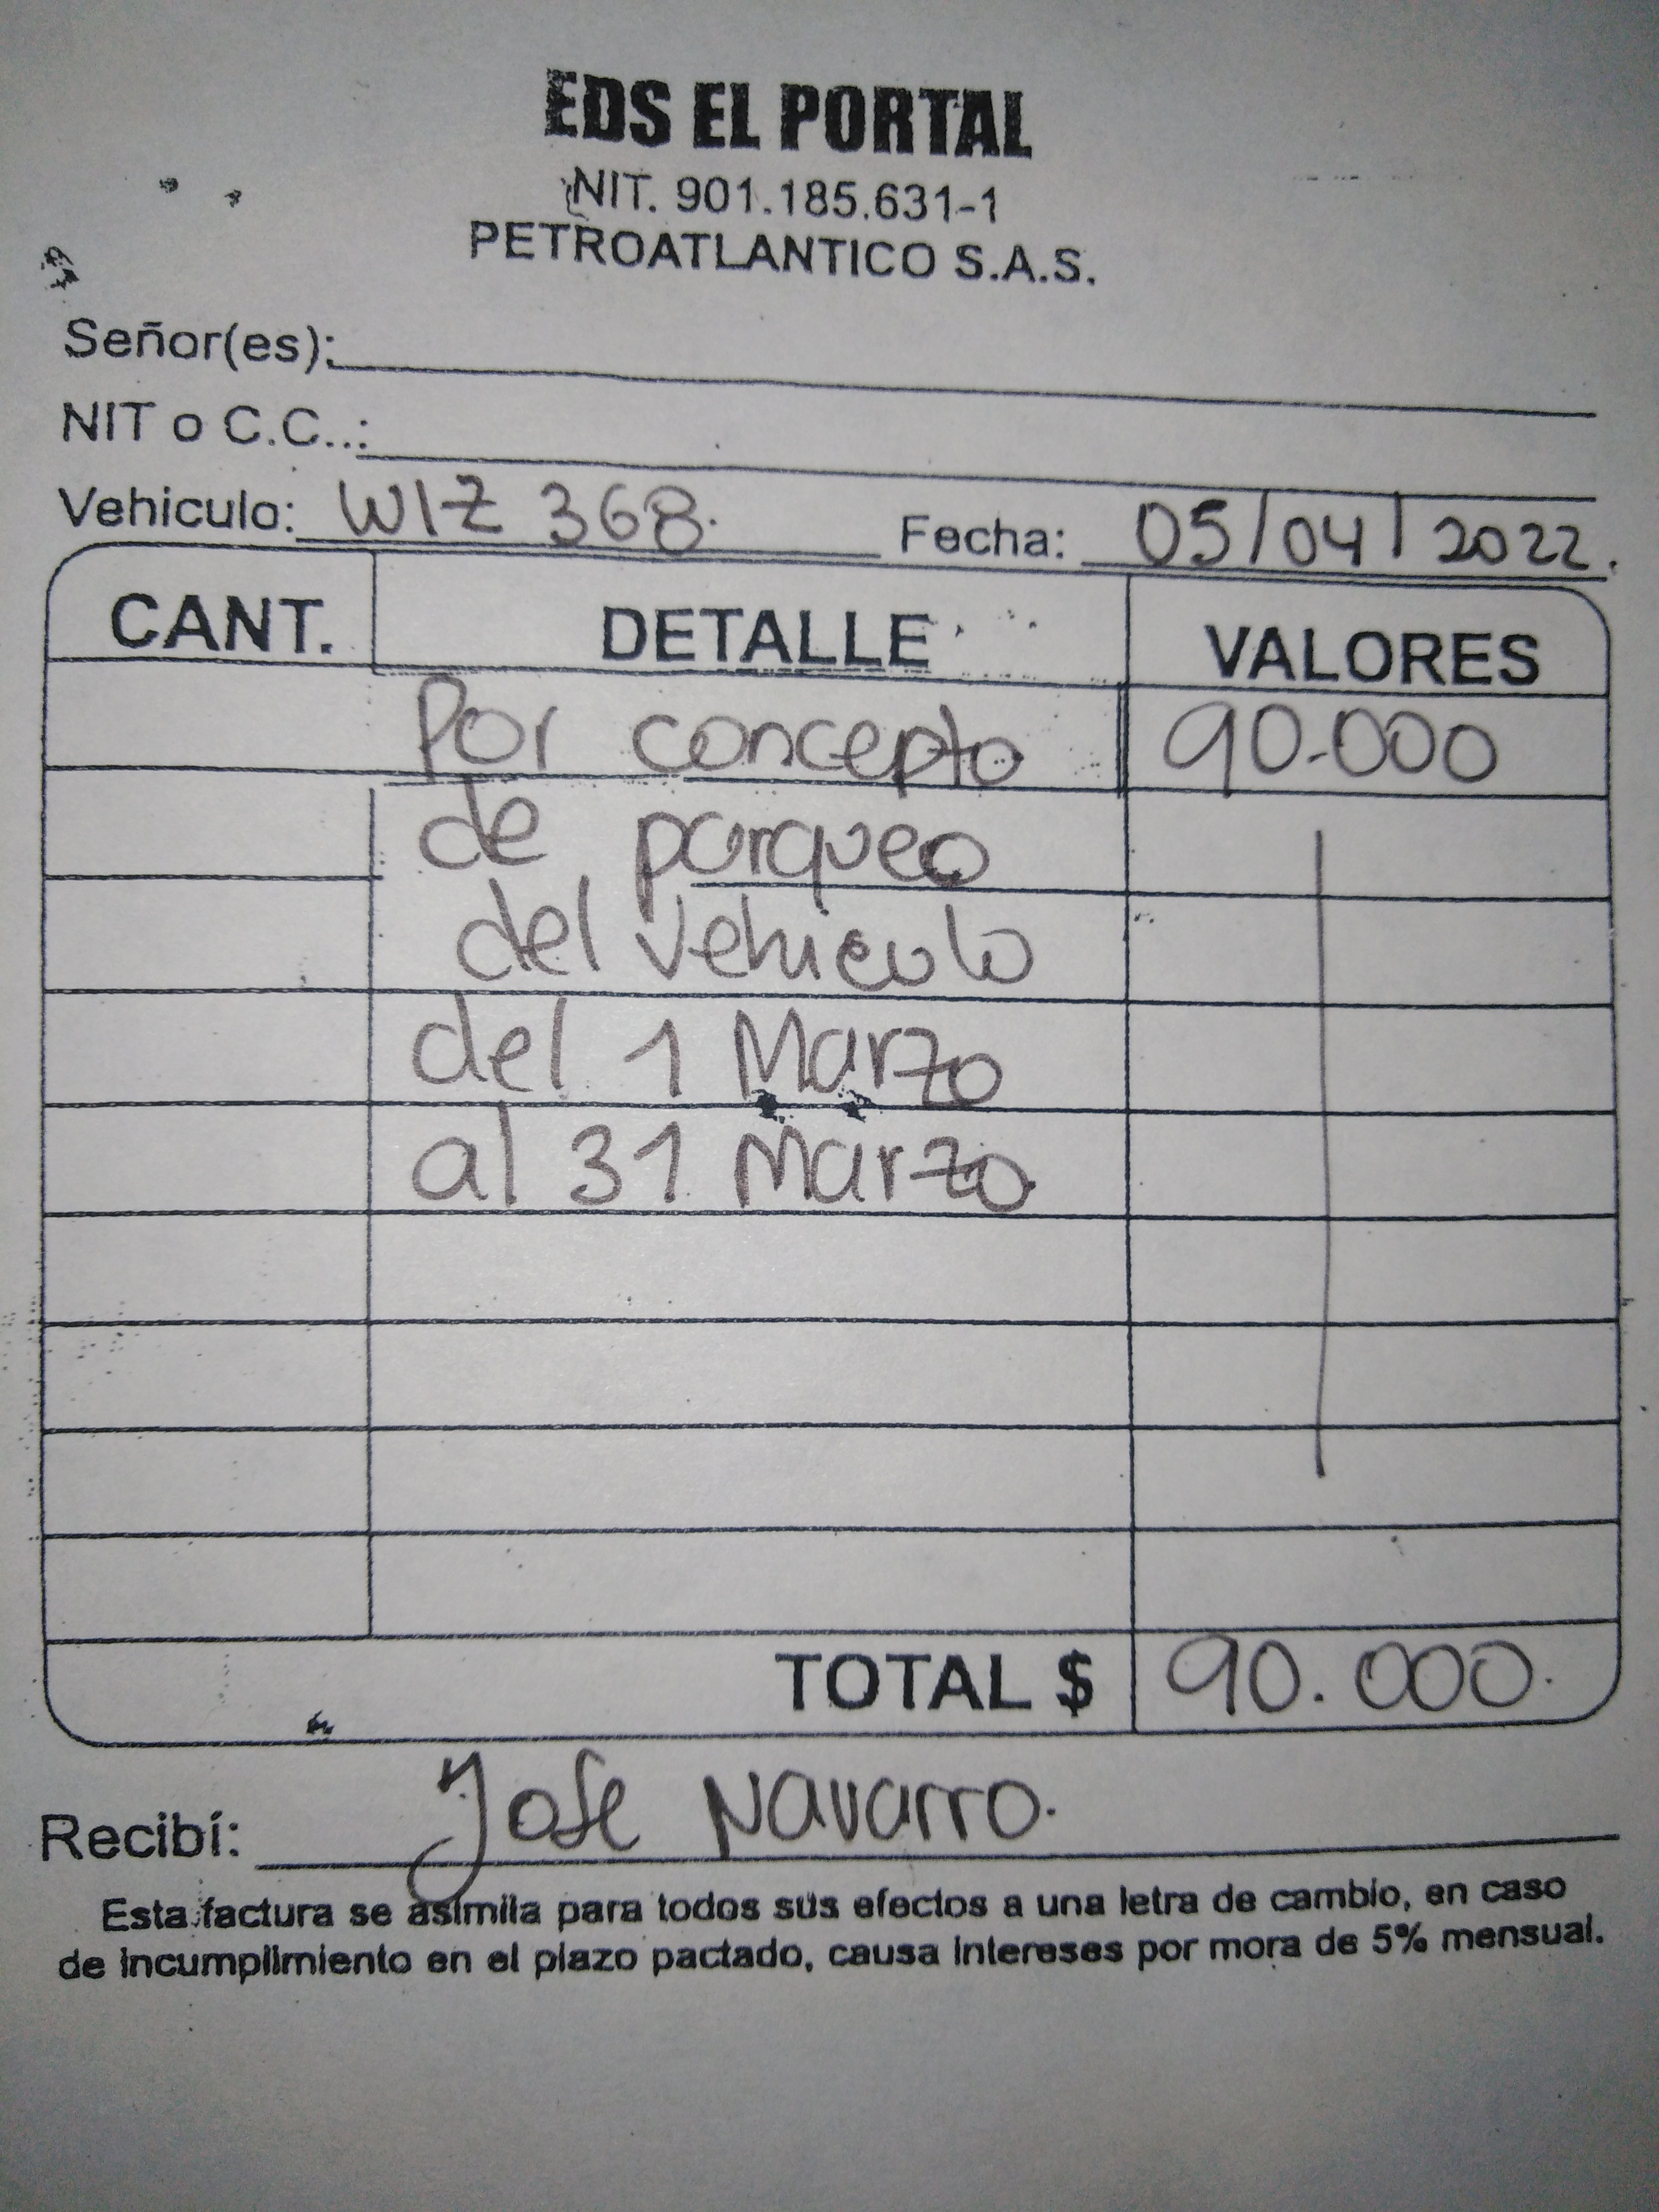 EDS EL PORTAL
NIT. 901.185.631-1
PETROATLANTICO S.A.S.
Señor(es):
NIT o C.C..:
Vehiculo: WIZ 368. Fecha: 05/04/2022.
CANT. DETALLE VALORES
Por concepto 90.000
de parqueo
del vehiculo
del 1 Marzo
al 31 Marzo
TOTAL $ 90.000.
Recibí: Jose Navarro.
Esta factura se asimila para todos sus efectos a una letra de cambio, en caso
de incumplimiento en el plazo pactado, causa intereses por mora de 5% mensual.